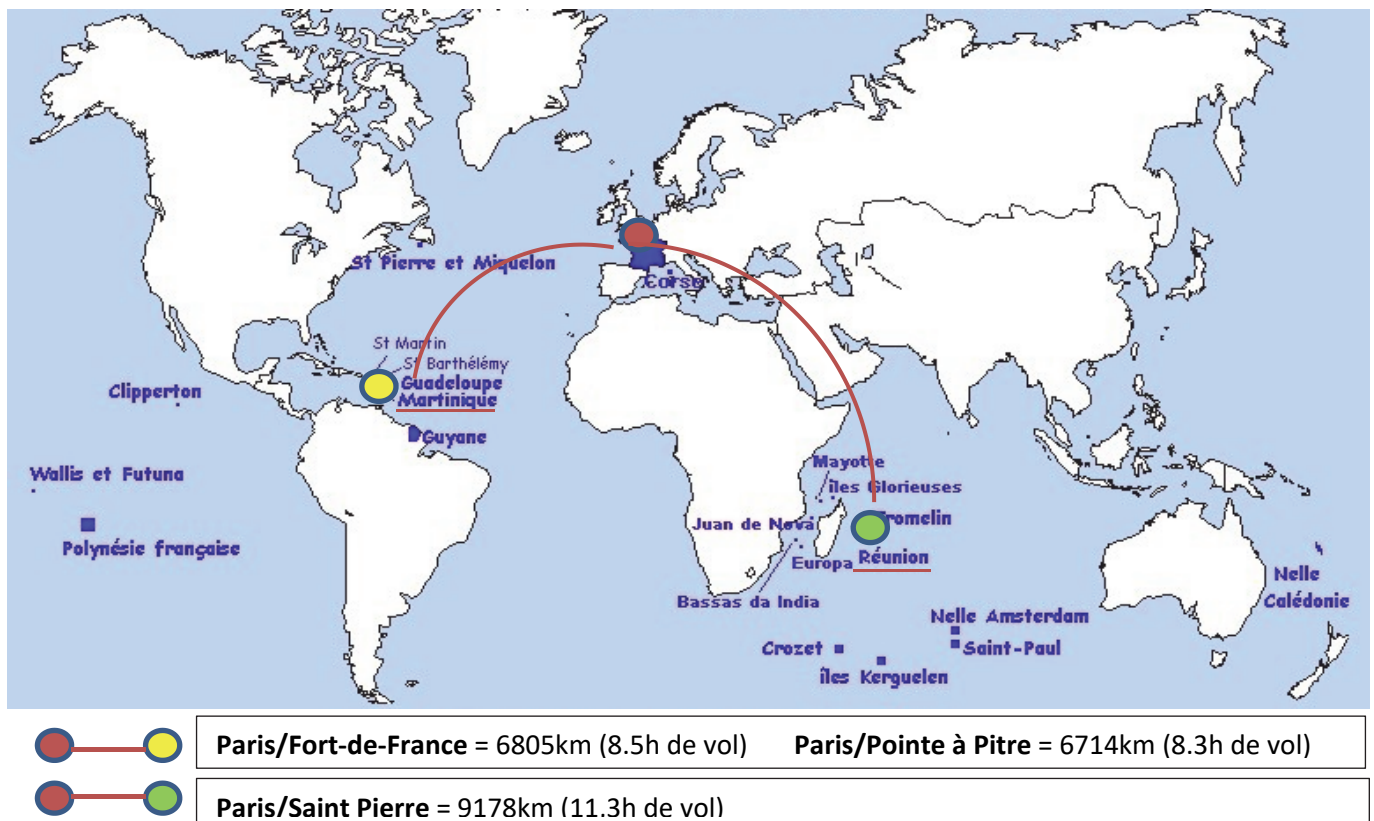 St Pierre et Miquelon
Corse
St Martin
St Barthélémy
Guadeloupe
Martinique
Clipperton
Guyane
Wallis et Futuna
Polynésie française
Mayotte
îles Glorieuses
Juan de Nova
Tromelin
Europa
Réunion
Bassas da India
Nelle
Calédonie
Nelle Amsterdam
Crozet
Saint-Paul
îles Kerguelen
Paris/Fort-de-France = 6805km (8.5h de vol) Paris/Pointe à Pitre = 6714km (8.3h de vol)
Paris/Saint Pierre = 9178km (11.3h de vol)